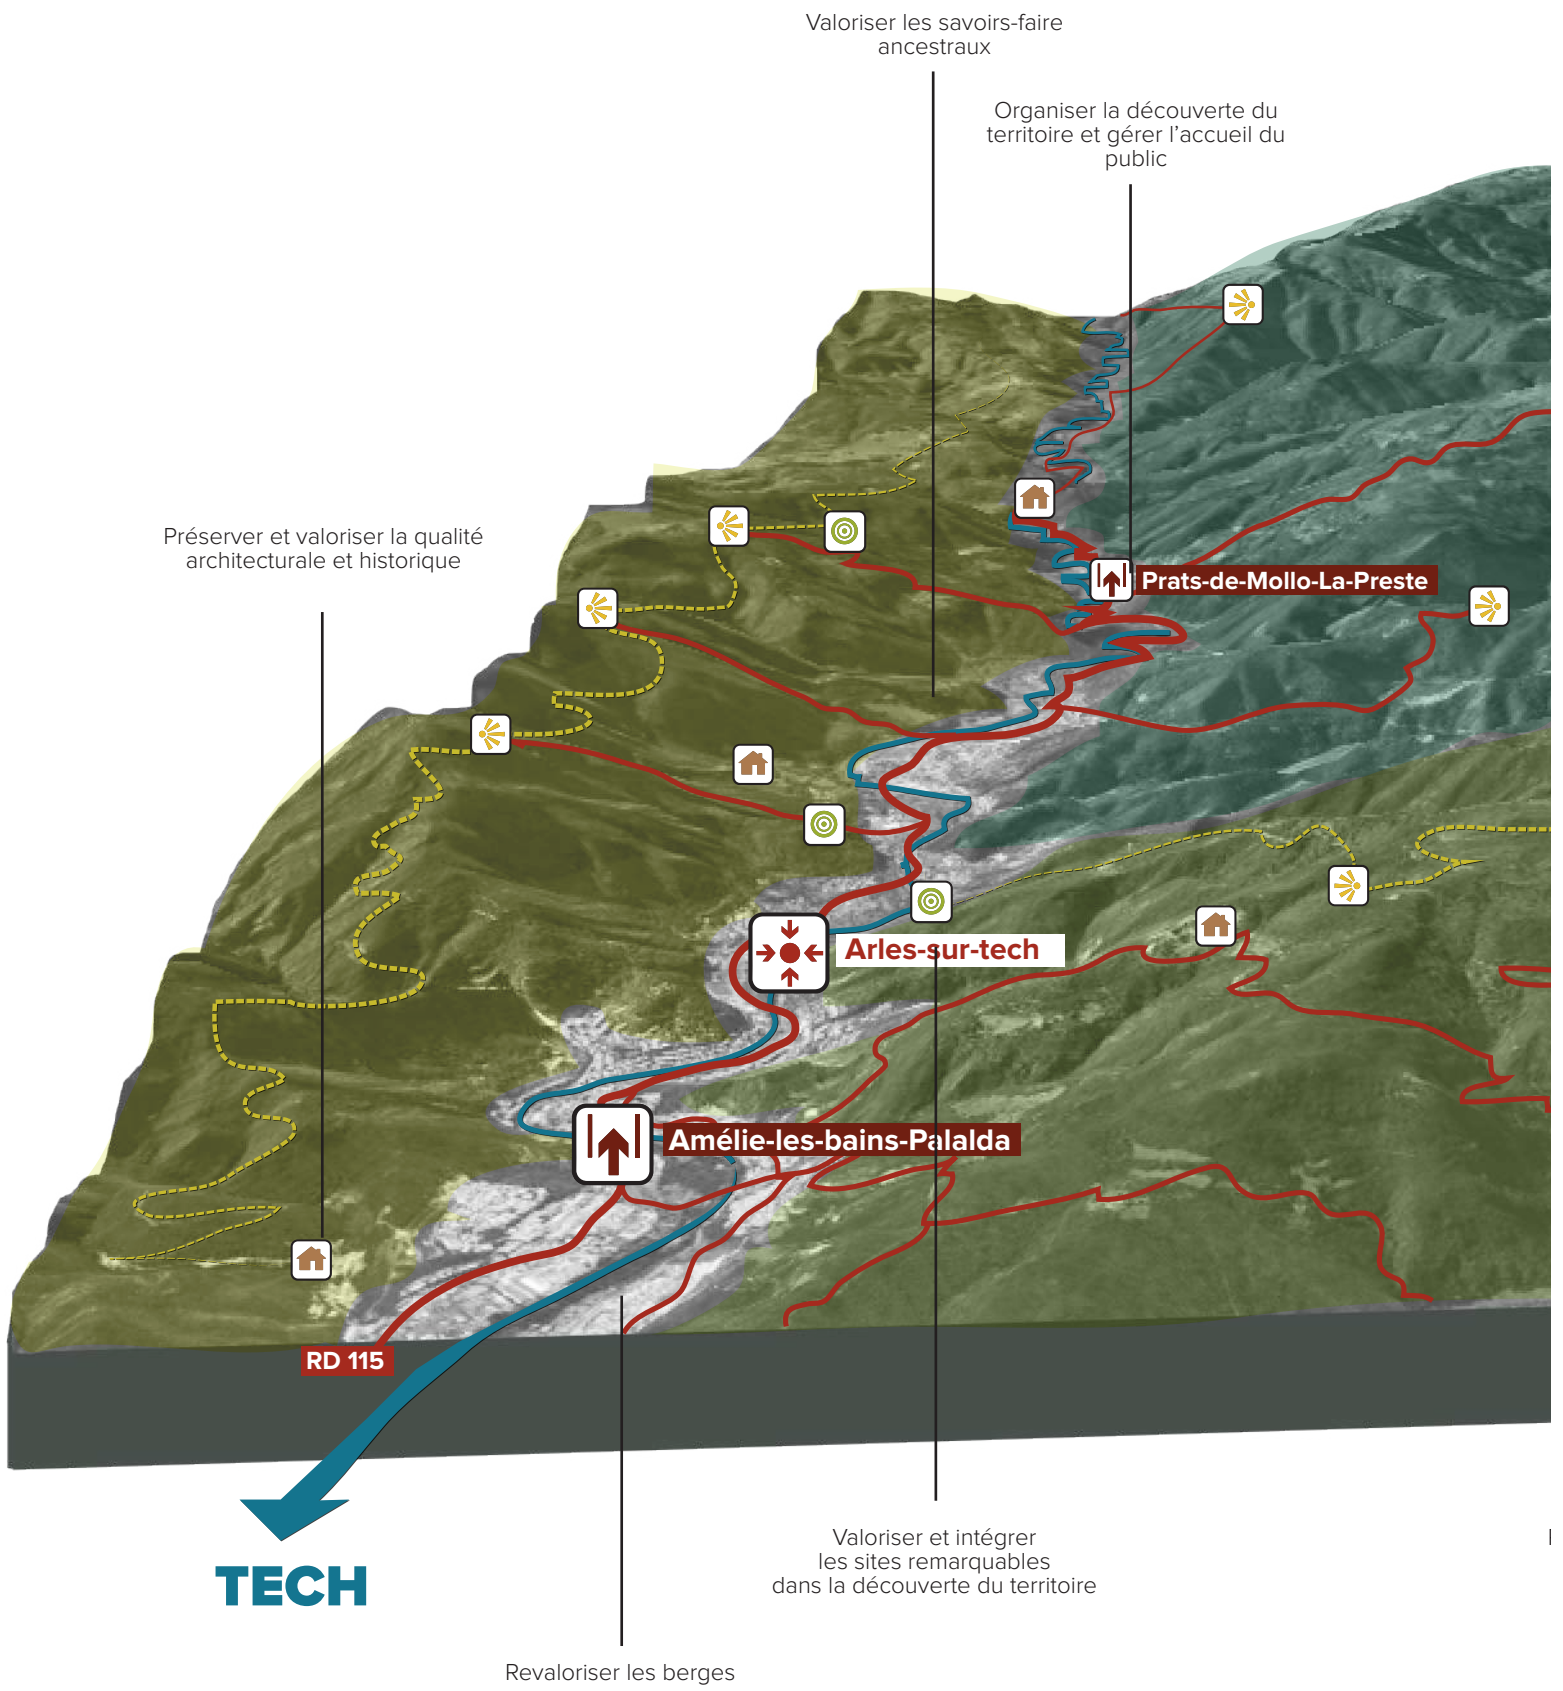 Valoriser les savoirs-faire
ancestraux
Organiser la découverte du
territoire et gérer l’accueil du
public
Préserver et valoriser la qualité
architecturale et historique
Prats-de-Mollo-La-Preste
Arles-sur-tech
Amélie-les-bains-Palalda
RD 115
TECH
Valoriser et intégrer
les sites remarquables
dans la découverte du territoire
Revaloriser les berges